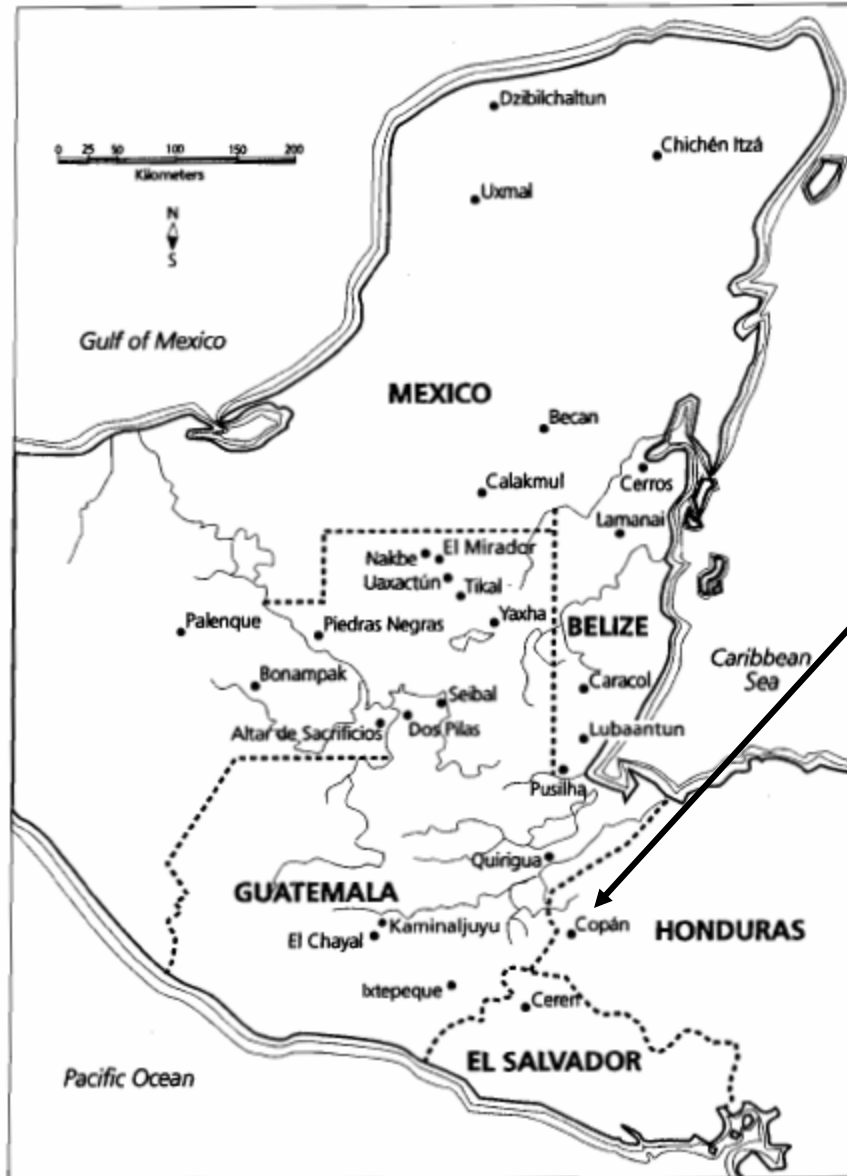 Dzibilchaltun
Chichén Itzá
0 25 50 100 150 200
Kilometers
Uxmal
N
S
Gulf of Mexico
MEXICO
Becan
Cerros
Calakmul
Lamanai
El Mirador
Nakbe
Uaxactún
Tikal
Palenque
Piedras Negras
Yaxha
BELIZE
Caribbean
Sea
Bonampak
Seibal
Caracol
Altar de Sacrificios
Dos Pilas
Lubaantun
Pusilha
Quirigua
GUATEMALA
Kaminaljuyu
Copán
HONDURAS
El Chayal
Ixtepeque
Ceren
EL SALVADOR
Pacific Ocean